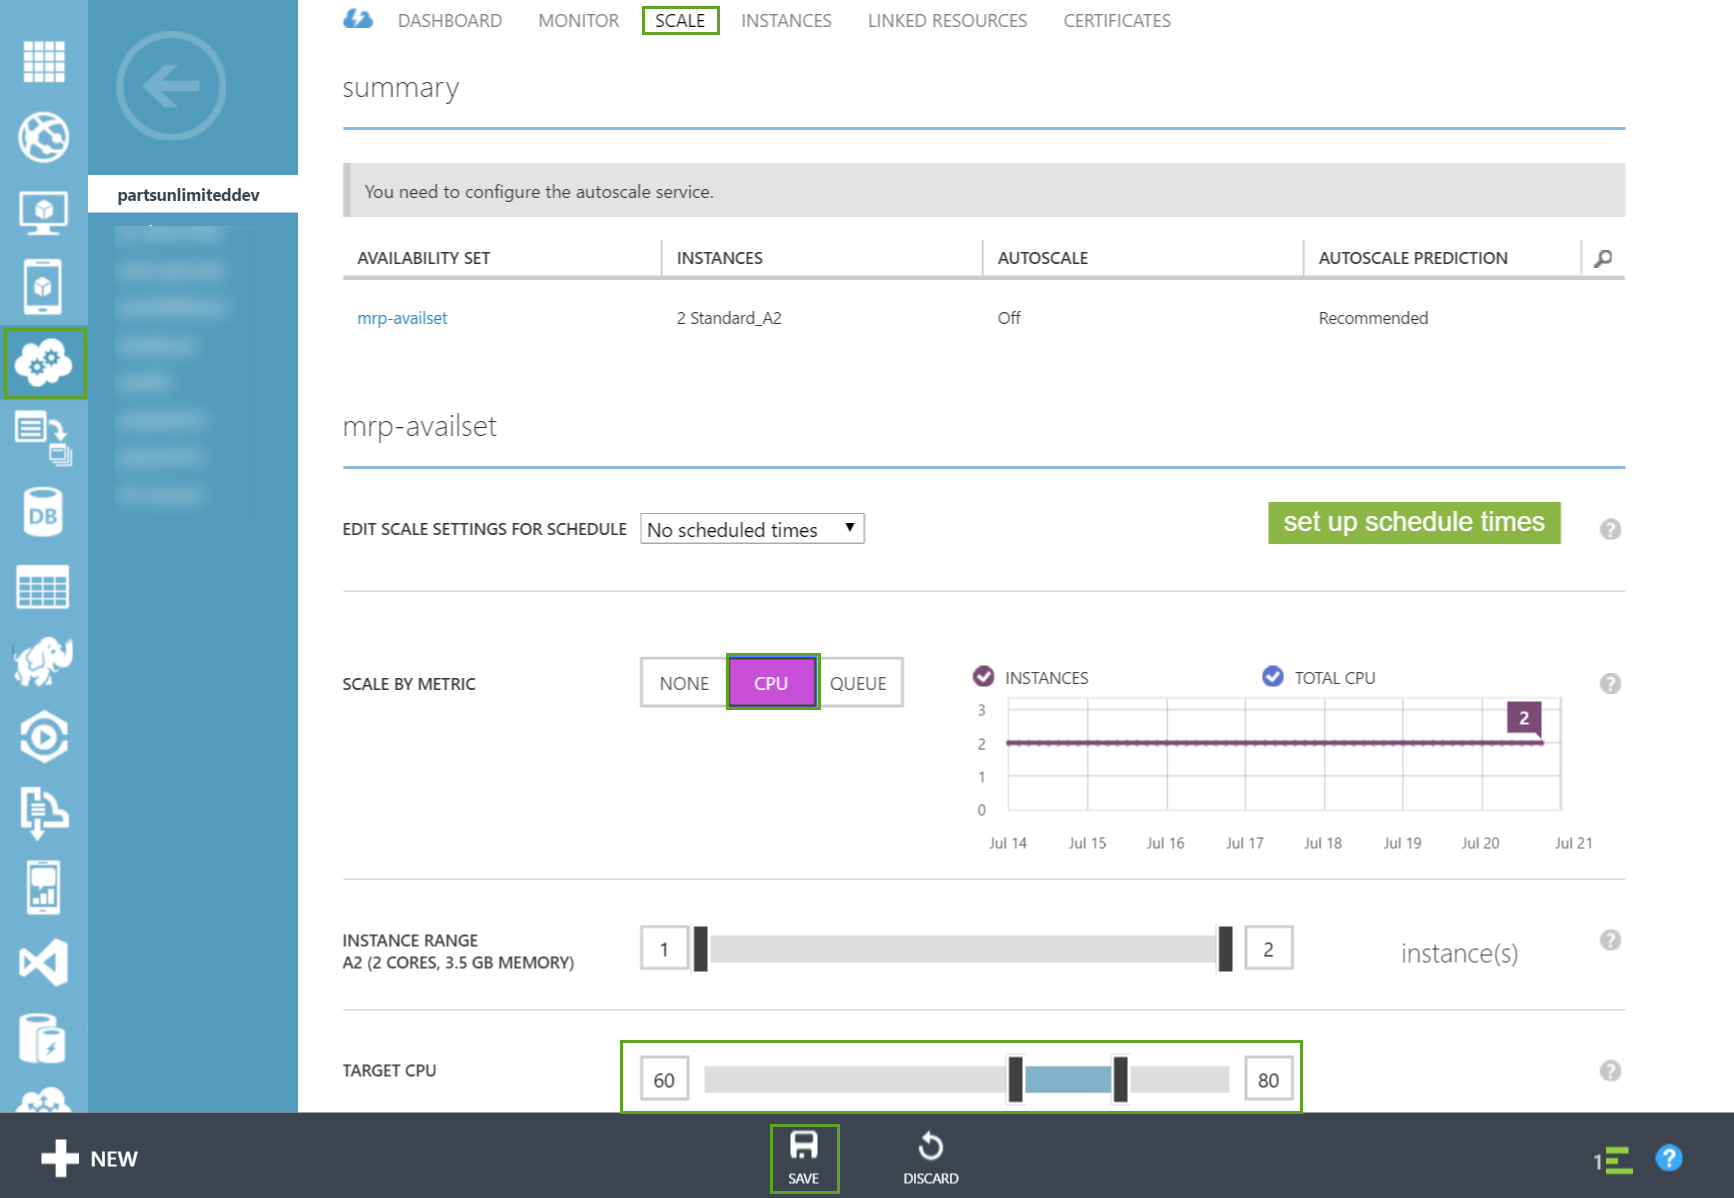 DASHBOARD MONITOR SCALE INSTANCES LINKED RESOURCES CERTIFICATES
summary
partsunlimiteddev
You need to configure the autoscale service.
AVAILABILITY SET INSTANCES AUTOSCALE AUTOSCALE PREDICTION
mrp-availset 2 Standard_A2 Off Recommended
mrp-availset
EDIT SCALE SETTINGS FOR SCHEDULE No scheduled times set up schedule times ?
DB
SCALE BY METRIC NONE CPU QUEUE INSTANCES TOTAL CPU ?
3
2
2
1
0
Jul 14 Jul 15 Jul 16 Jul 17 Jul 18 Jul 19 Jul 20 Jul 21
INSTANCE RANGE
A2 (2 CORES, 3.5 GB MEMORY)
1 2 instance(s) ?
TARGET CPU 60 80 ?
NEW SAVE DISCARD 1 ?